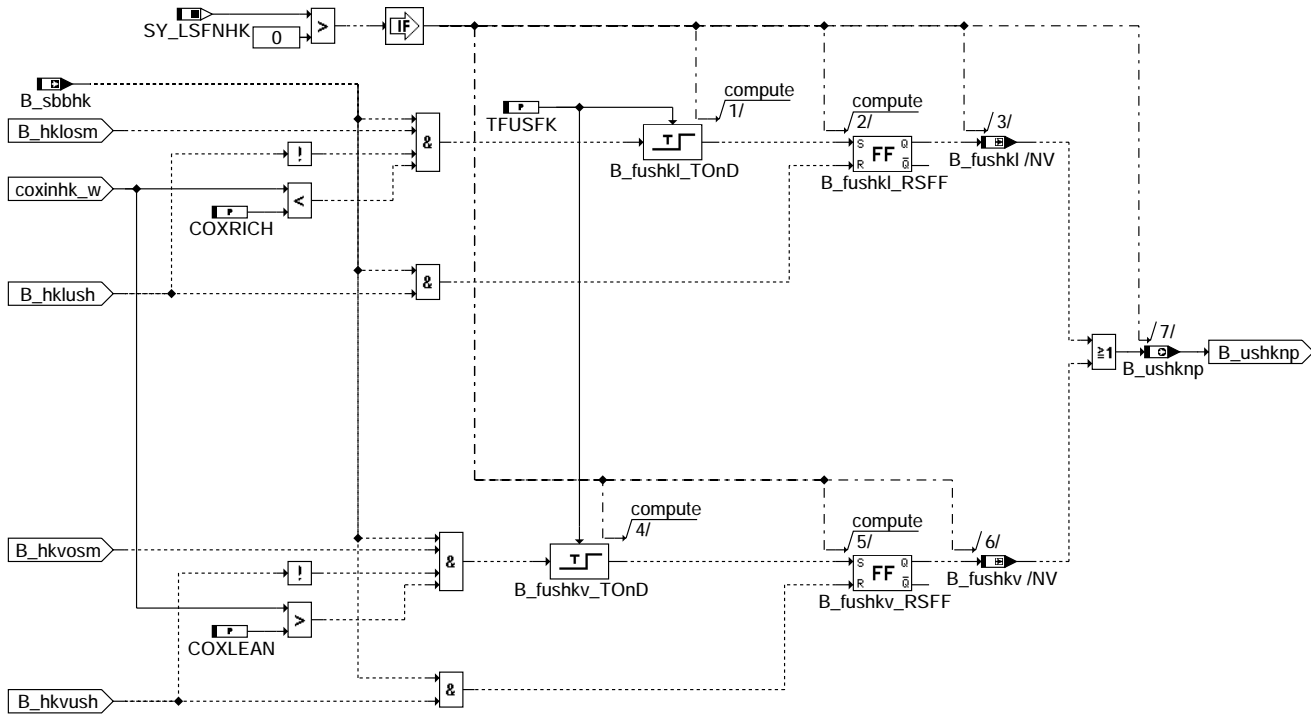 SY_LSFNHK
0
>
IF
B_sbbhk
B_hklosm
!
&
coxinhk_w
COXRICH
P
<
TFUSFK
P
compute
1/
T
B_fushkl_TOnD
compute
2/
S Q
FF
R Q
B_fushkl_RSFF
3/
B_fushkl /NV
B_hklush
&
≥1
7/
B_ushknp
B_ushknp
B_hkvosm
!
&
COXLEAN
P
>
compute
4/
T
B_fushkv_TOnD
compute
5/
S Q
FF
R Q
B_fushkv_RSFF
6/
B_fushkv /NV
B_hkvush
&